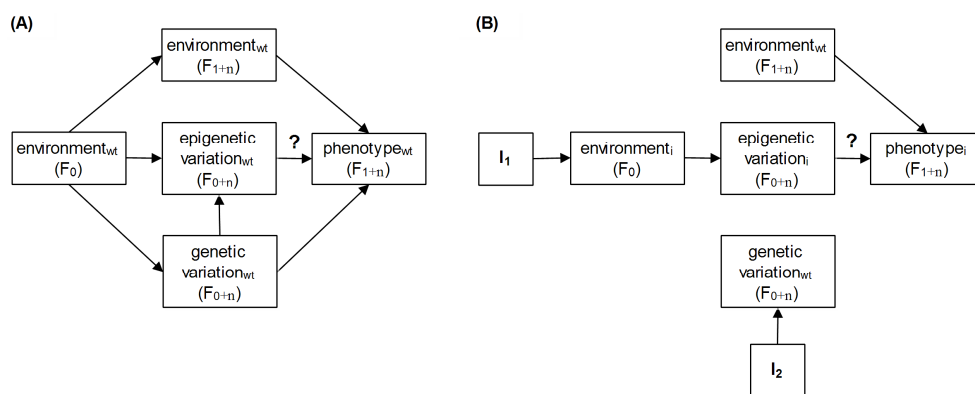 (A)
environmentwt
(F1+n)
environmentwt
(F0)
epigenetic
variationwt
(F0+n)
?
phenotypewt
(F1+n)
genetic
variationwt
(F0+n)
(B)
environmentwt
(F1+n)
I1
environmenti
(F0)
epigenetic
variationi
(F0+n)
?
phenotypei
(F1+n)
genetic
variationwt
(F0+n)
I2